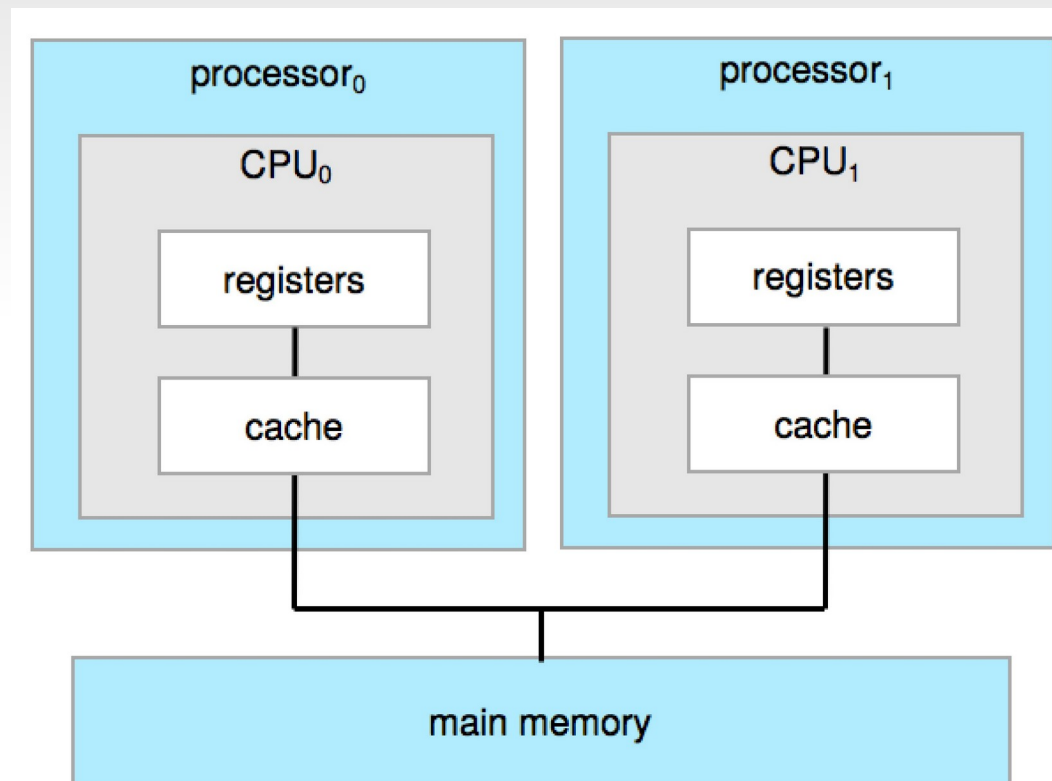 processor₀
processor₁
CPU₀
CPU₁
registers
registers
cache
cache
main memory